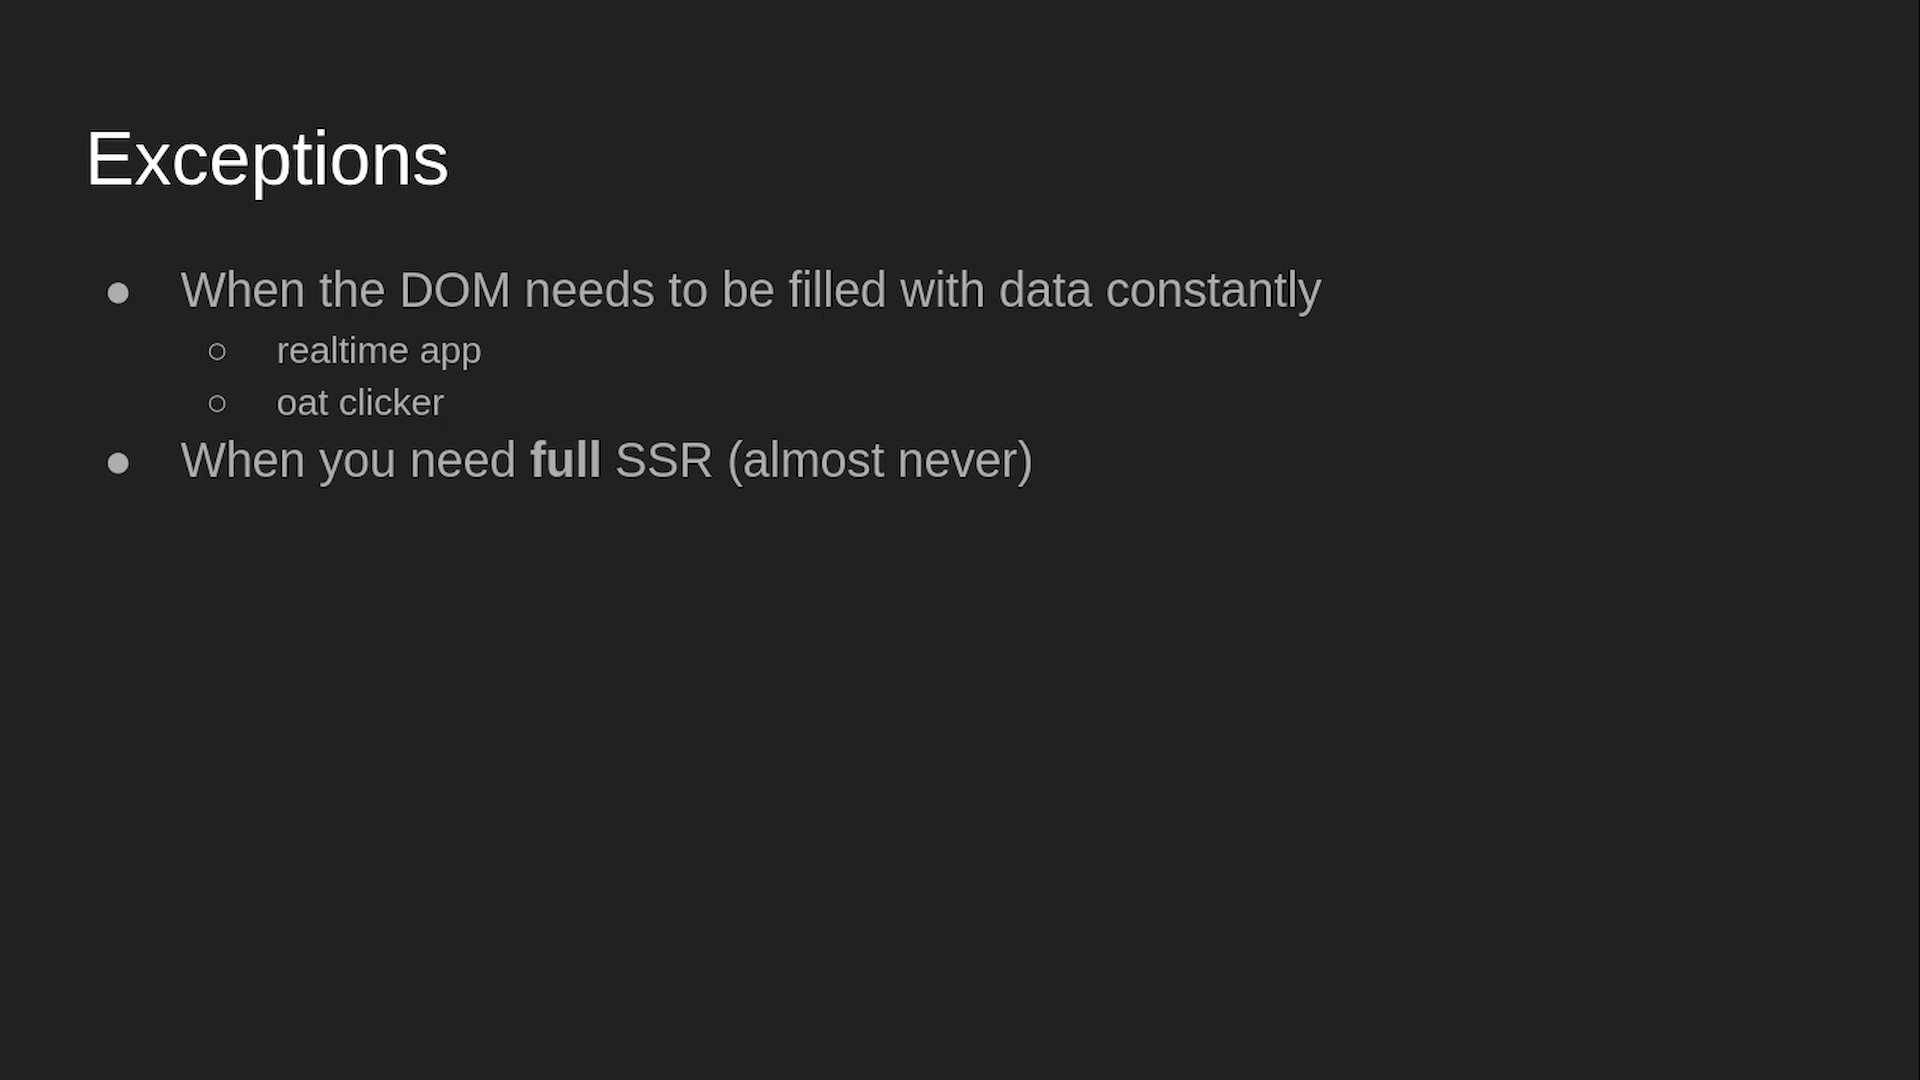 Exceptions
● When the DOM needs to be filled with data constantly
○ realtime app
○ oat clicker
● When you need full SSR (almost never)